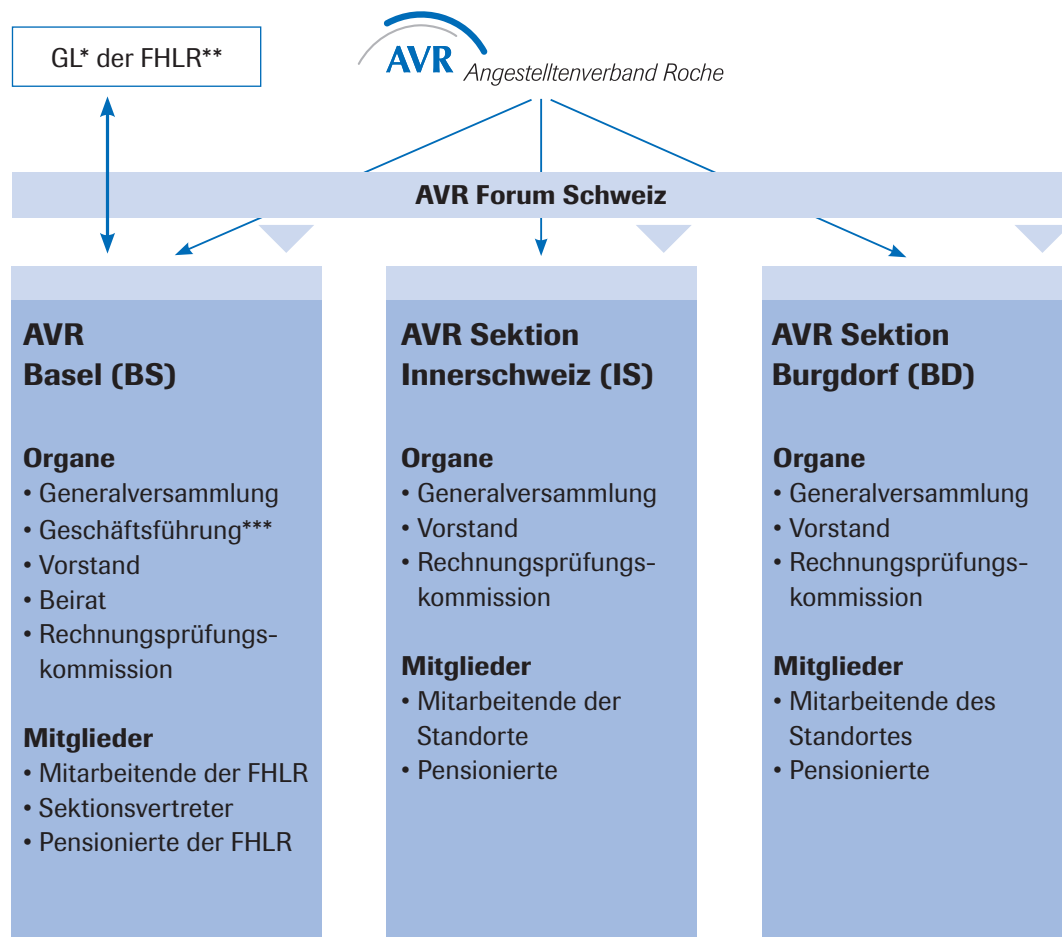 GL* der FHLR**
AVR Angestelltenverband Roche
AVR Forum Schweiz
AVR
Basel (BS)
Organe
• Generalversammlung
• Geschäftsführung***
• Vorstand
• Beirat
• Rechnungsprüfungs-
kommission
Mitglieder
• Mitarbeitende der FHLR
• Sektionsvertreter
• Pensionierte der FHLR
AVR Sektion
Innerschweiz (IS)
Organe
• Generalversammlung
• Vorstand
• Rechnungsprüfungs-
kommission
Mitglieder
• Mitarbeitende der
Standorte
• Pensionierte
AVR Sektion
Burgdorf (BD)
Organe
• Generalversammlung
• Vorstand
• Rechnungsprüfungs-
kommission
Mitglieder
• Mitarbeitende des
Standortes
• Pensionierte